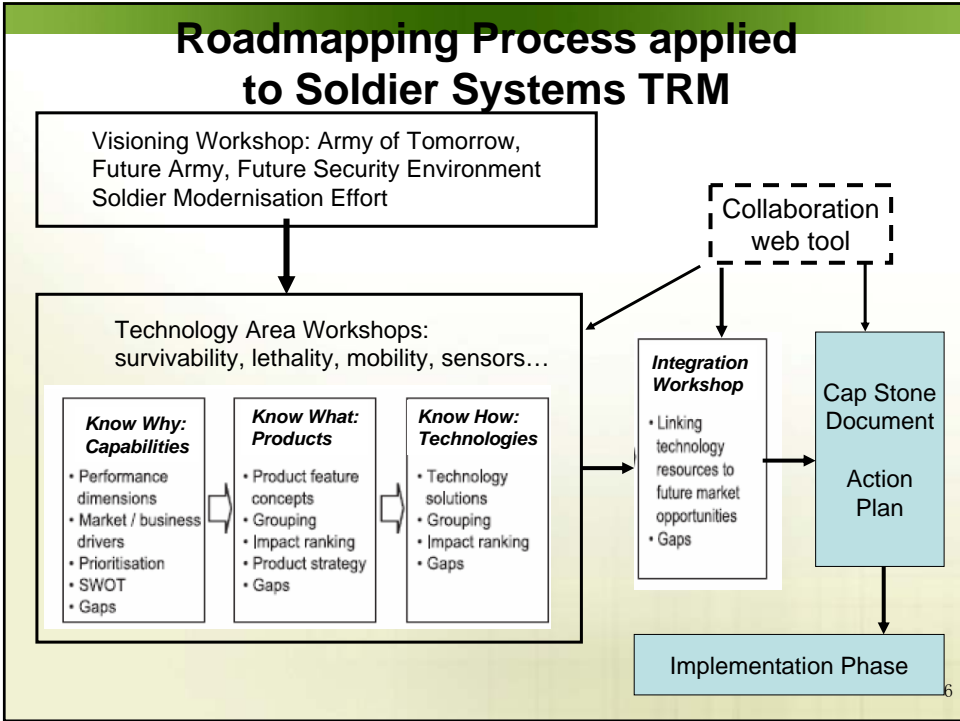 Roadmapping Process applied
to Soldier Systems TRM
Visioning Workshop: Army of Tomorrow,
Future Army, Future Security Environment
Soldier Modernisation Effort
Collaboration
web tool
Technology Area Workshops:
survivability, lethality, mobility, sensors…
Know Why:
Capabilities
• Performance
dimensions
• Market / business
drivers
• Prioritisation
• SWOT
• Gaps
Know What:
Products
• Product feature
concepts
• Grouping
• Impact ranking
• Product strategy
• Gaps
Know How:
Technologies
• Technology
solutions
• Grouping
• Impact ranking
• Gaps
Integration
Workshop
• Linking
technology
resources to
future market
opportunities
• Gaps
Cap Stone
Document
Action
Plan
Implementation Phase
6